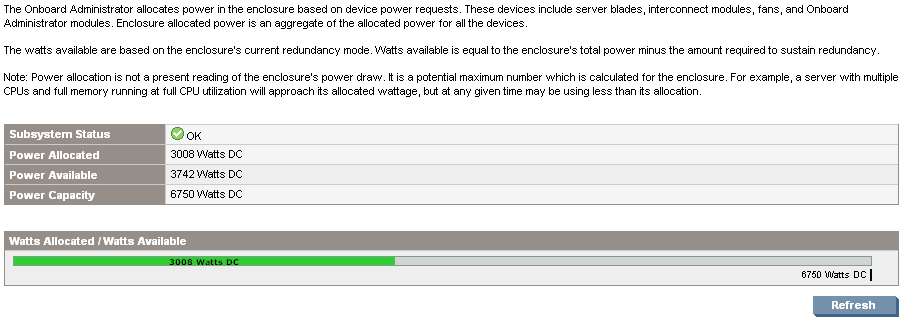 The Onboard Administrator allocates power in the enclosure based on device power requests. These devices include server blades, interconnect modules, fans, and Onboard
Administrator modules. Enclosure allocated power is an aggregate of the allocated power for all the devices.
The watts available are based on the enclosure's current redundancy mode. Watts available is equal to the enclosure's total power minus the amount required to sustain redundancy.
Note: Power allocation is not a present reading of the enclosure's power draw. It is a potential maximum number which is calculated for the enclosure. For example, a server with multiple
CPUs and full memory running at full CPU utilization will approach its allocated wattage, but at any given time may be using less than its allocation.
Subsystem Status OK
Power Allocated 3008 Watts DC
Power Available 3742 Watts DC
Power Capacity 6750 Watts DC
Watts Allocated / Watts Available
3008 Watts DC
6750 Watts DC
Refresh